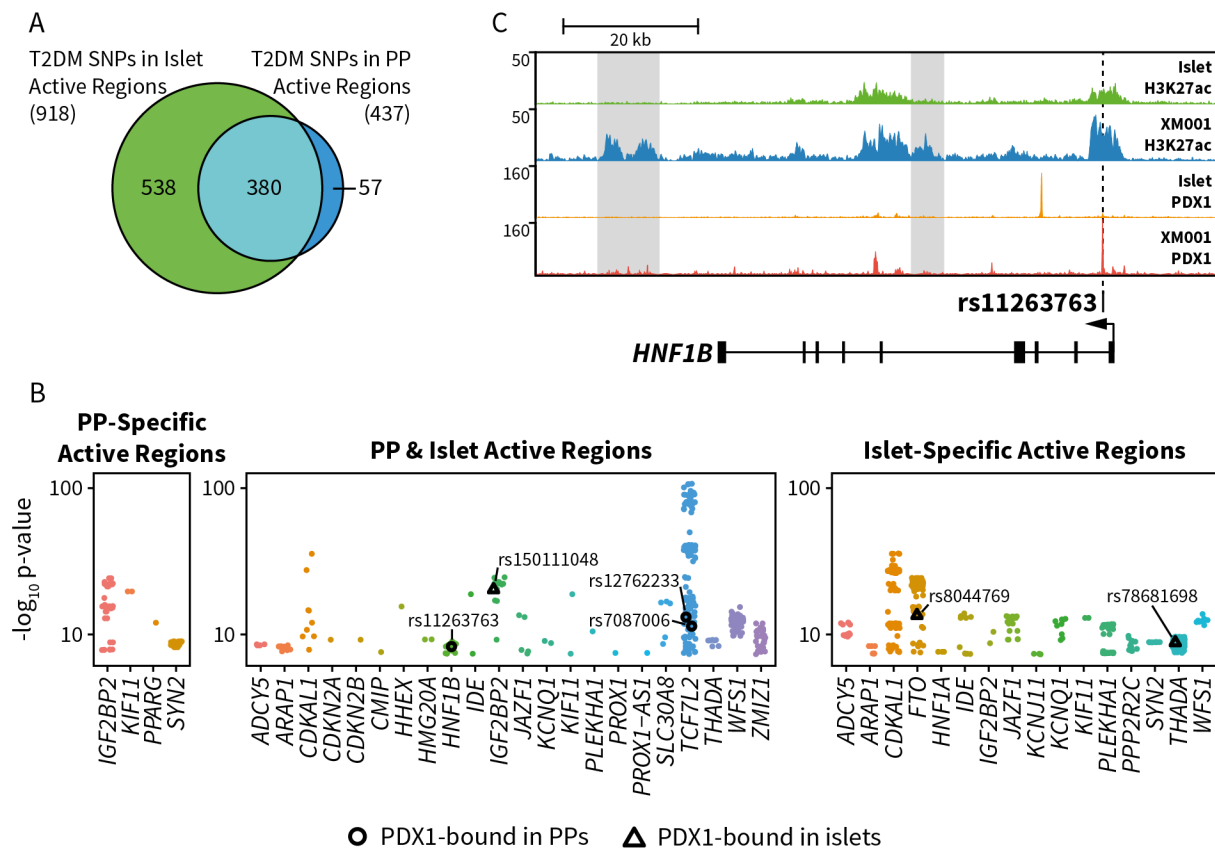 A
T2DM SNPs in Islet
Active Regions
(918)
T2DM SNPs in PP
Active Regions
(437)
538
380
57
C
20 kb
50
Islet
H3K27ac
50
XM001
H3K27ac
160
Islet
PDX1
160
XM001
PDX1
rs11263763
HNF1B
B
PP-Specific
Active Regions
PP & Islet Active Regions
Islet-Specific Active Regions
-log10 p-value
100
10
100
10
100
10
rs11263763
rs150111048
rs12762233
rs7087006
rs8044769
rs78681698
IGF2BP2
KIF11
PPARG
SYN2
ADCY5
ARAP1
CDKAL1
CDKN2A
CDKN2B
CMIP
HHEX
HMG20A
HNF1B
IDE
IGF2BP2
JAZF1
KCNQ1
KIF11
PLEKHA1
PROX1
PROX1-AS1
SLC30A8
TCF7L2
THADA
WFS1
ZMIZ1
ADCY5
ARAP1
CDKAL1
FTO
HNF1A
IDE
IGF2BP2
JAZF1
KCNJ11
KCNQ1
KIF11
PLEKHA1
PPP2R2C
SYN2
THADA
WFS1
PDX1-bound in PPs
PDX1-bound in islets